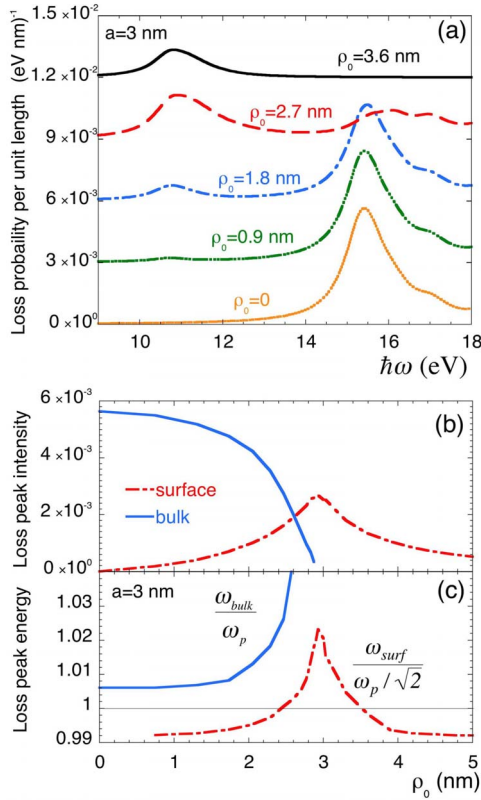 a=3 nm
(a)
ρ₀=3.6 nm
ρ₀=2.7 nm
ρ₀=1.8 nm
ρ₀=0.9 nm
ρ₀=0
Loss probaility per unit length (eV nm)⁻¹
1.5 ×10⁻²
1.2 ×10⁻²
9 ×10⁻³
6 ×10⁻³
3 ×10⁻³
0 ×10⁰
10 12 14 16 18
ħω (eV)
(b)
Loss peak intensity
6 ×10⁻³
2 ×10⁻³
0 ×10⁰
surface
bulk
(c)
a=3 nm
Loss peak energy
1.03
1.02
1.01
1
0.99
ω_bulk / ω_p
ω_surf / ω_p / √2
0 1 2 3 4 5
ρ₀(nm)